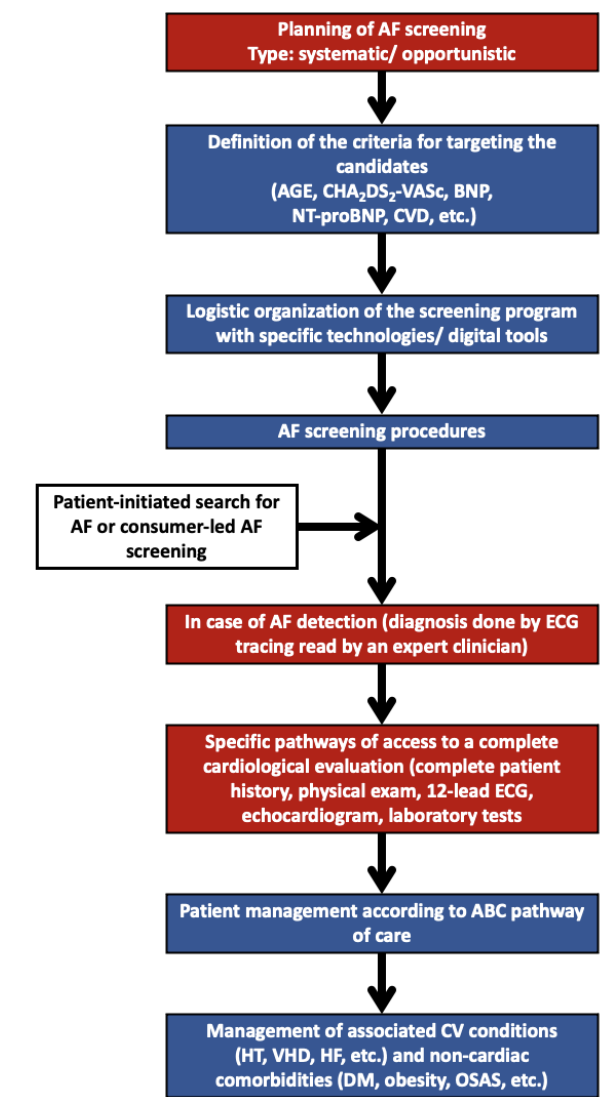 Planning of AF screening
Type: systematic/ opportunistic
Definition of the criteria for targeting the
candidates
(AGE, CHA₂DS₂-VASc, BNP,
NT-proBNP, CVD, etc.)
Logistic organization of the screening program
with specific technologies/ digital tools
AF screening procedures
Patient-initiated search for
AF or consumer-led AF
screening
In case of AF detection (diagnosis done by ECG
tracing read by an expert clinician)
Specific pathways of access to a complete
cardiological evaluation (complete patient
history, physical exam, 12-lead ECG,
echocardiogram, laboratory tests
Patient management according to ABC pathway
of care
Management of associated CV conditions
(HT, VHD, HF, etc.) and non-cardiac
comorbidities (DM, obesity, OSAS, etc.)